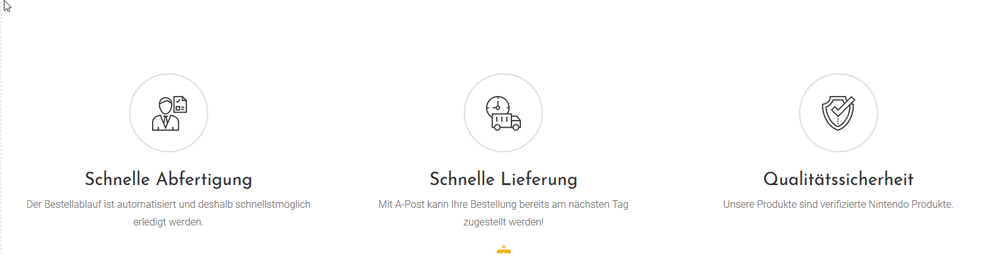 Schnelle Abfertigung
Der Bestellablauf ist automatisiert und deshalb schnellstmöglich
erledigt werden.
Schnelle Lieferung
Mit A-Post kann Ihre Bestellung bereits am nächsten Tag
zugestellt werden!
Qualitätssicherheit
Unsere Produkte sind verifizierte Nintendo Produkte.